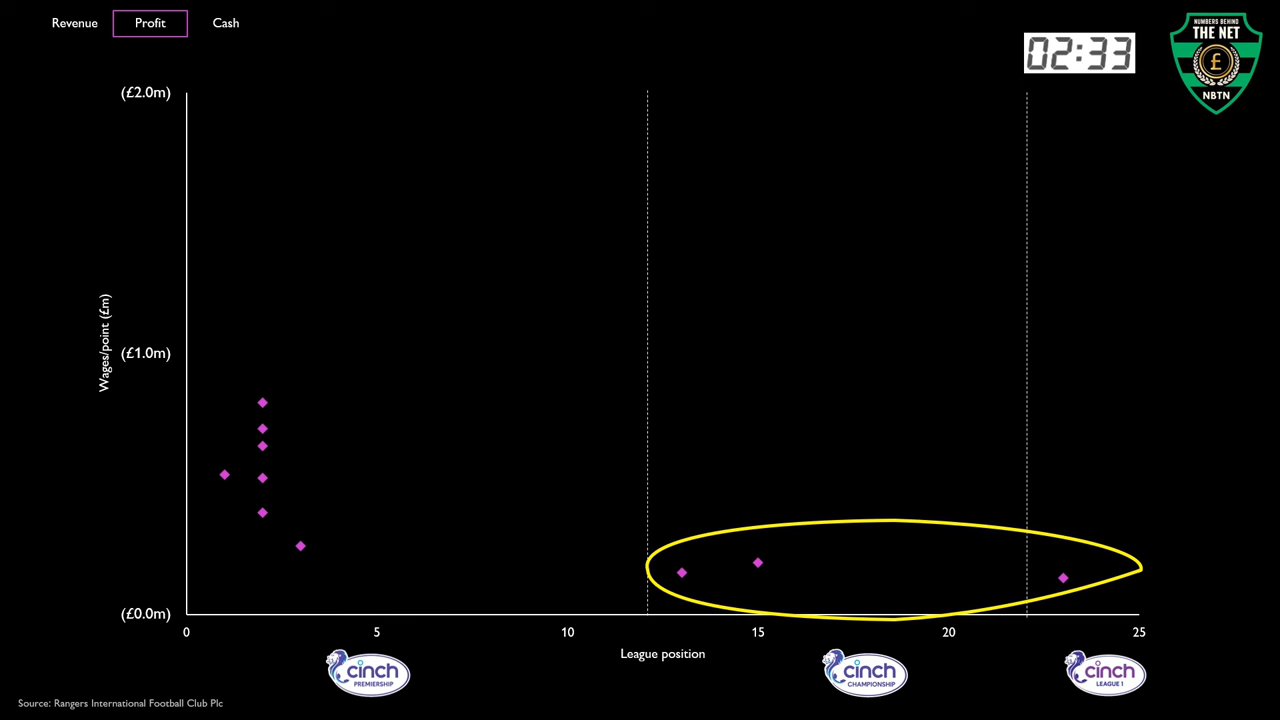 Revenue
Profit
Cash
02:33
NUMBERS BEHIND
THE NET
£
NBTN
(£2.0m)
(£1.0m)
(£0.0m)
Wages/point (£m)
0
5
10
15
20
25
League position
cinch
PREMIERSHIP
cinch
CHAMPIONSHIP
cinch
LEAGUE 1
Source: Rangers International Football Club Plc